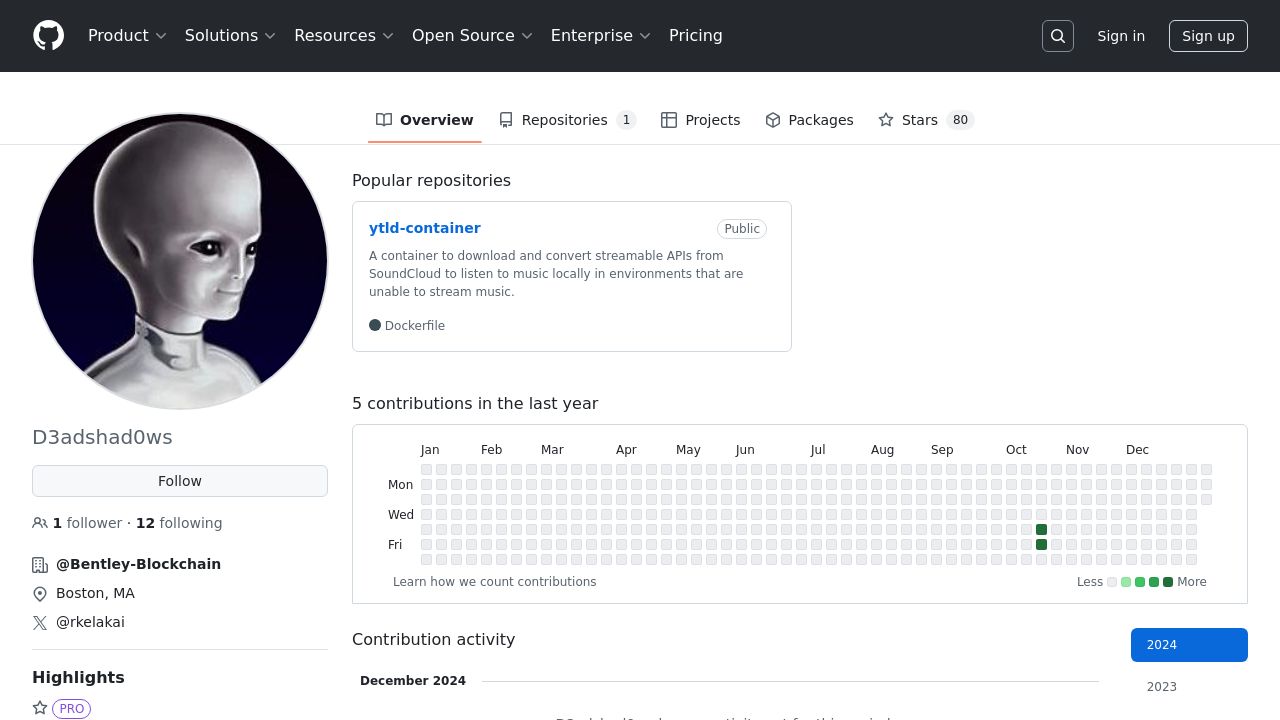 Product Solutions Resources Open Source Enterprise Pricing Sign in Sign up
Overview Repositories 1 Projects Packages Stars 80
D3adshad0ws
Follow
1 follower · 12 following
@Bentley-Blockchain
Boston, MA
@rkelakai
Highlights
PRO
Popular repositories
ytld-container Public
A container to download and convert streamable APIs from
SoundCloud to listen to music locally in environments that are
unable to stream music.
Dockerfile
5 contributions in the last year
Jan Feb Mar Apr May Jun Jul Aug Sep Oct Nov Dec
Mon
Wed
Fri
Learn how we count contributions Less More
Contribution activity
2024
2023
December 2024